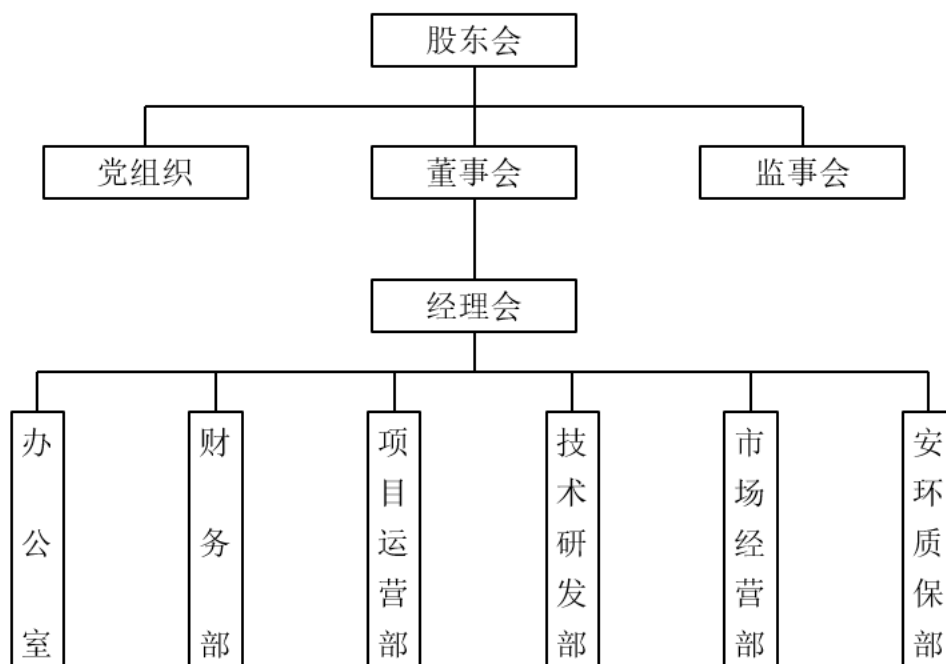 股东会
党组织
董事会
监事会
经理会
办公室
财务部
项目运营部
技术研发部
市场经营部
安环质保部